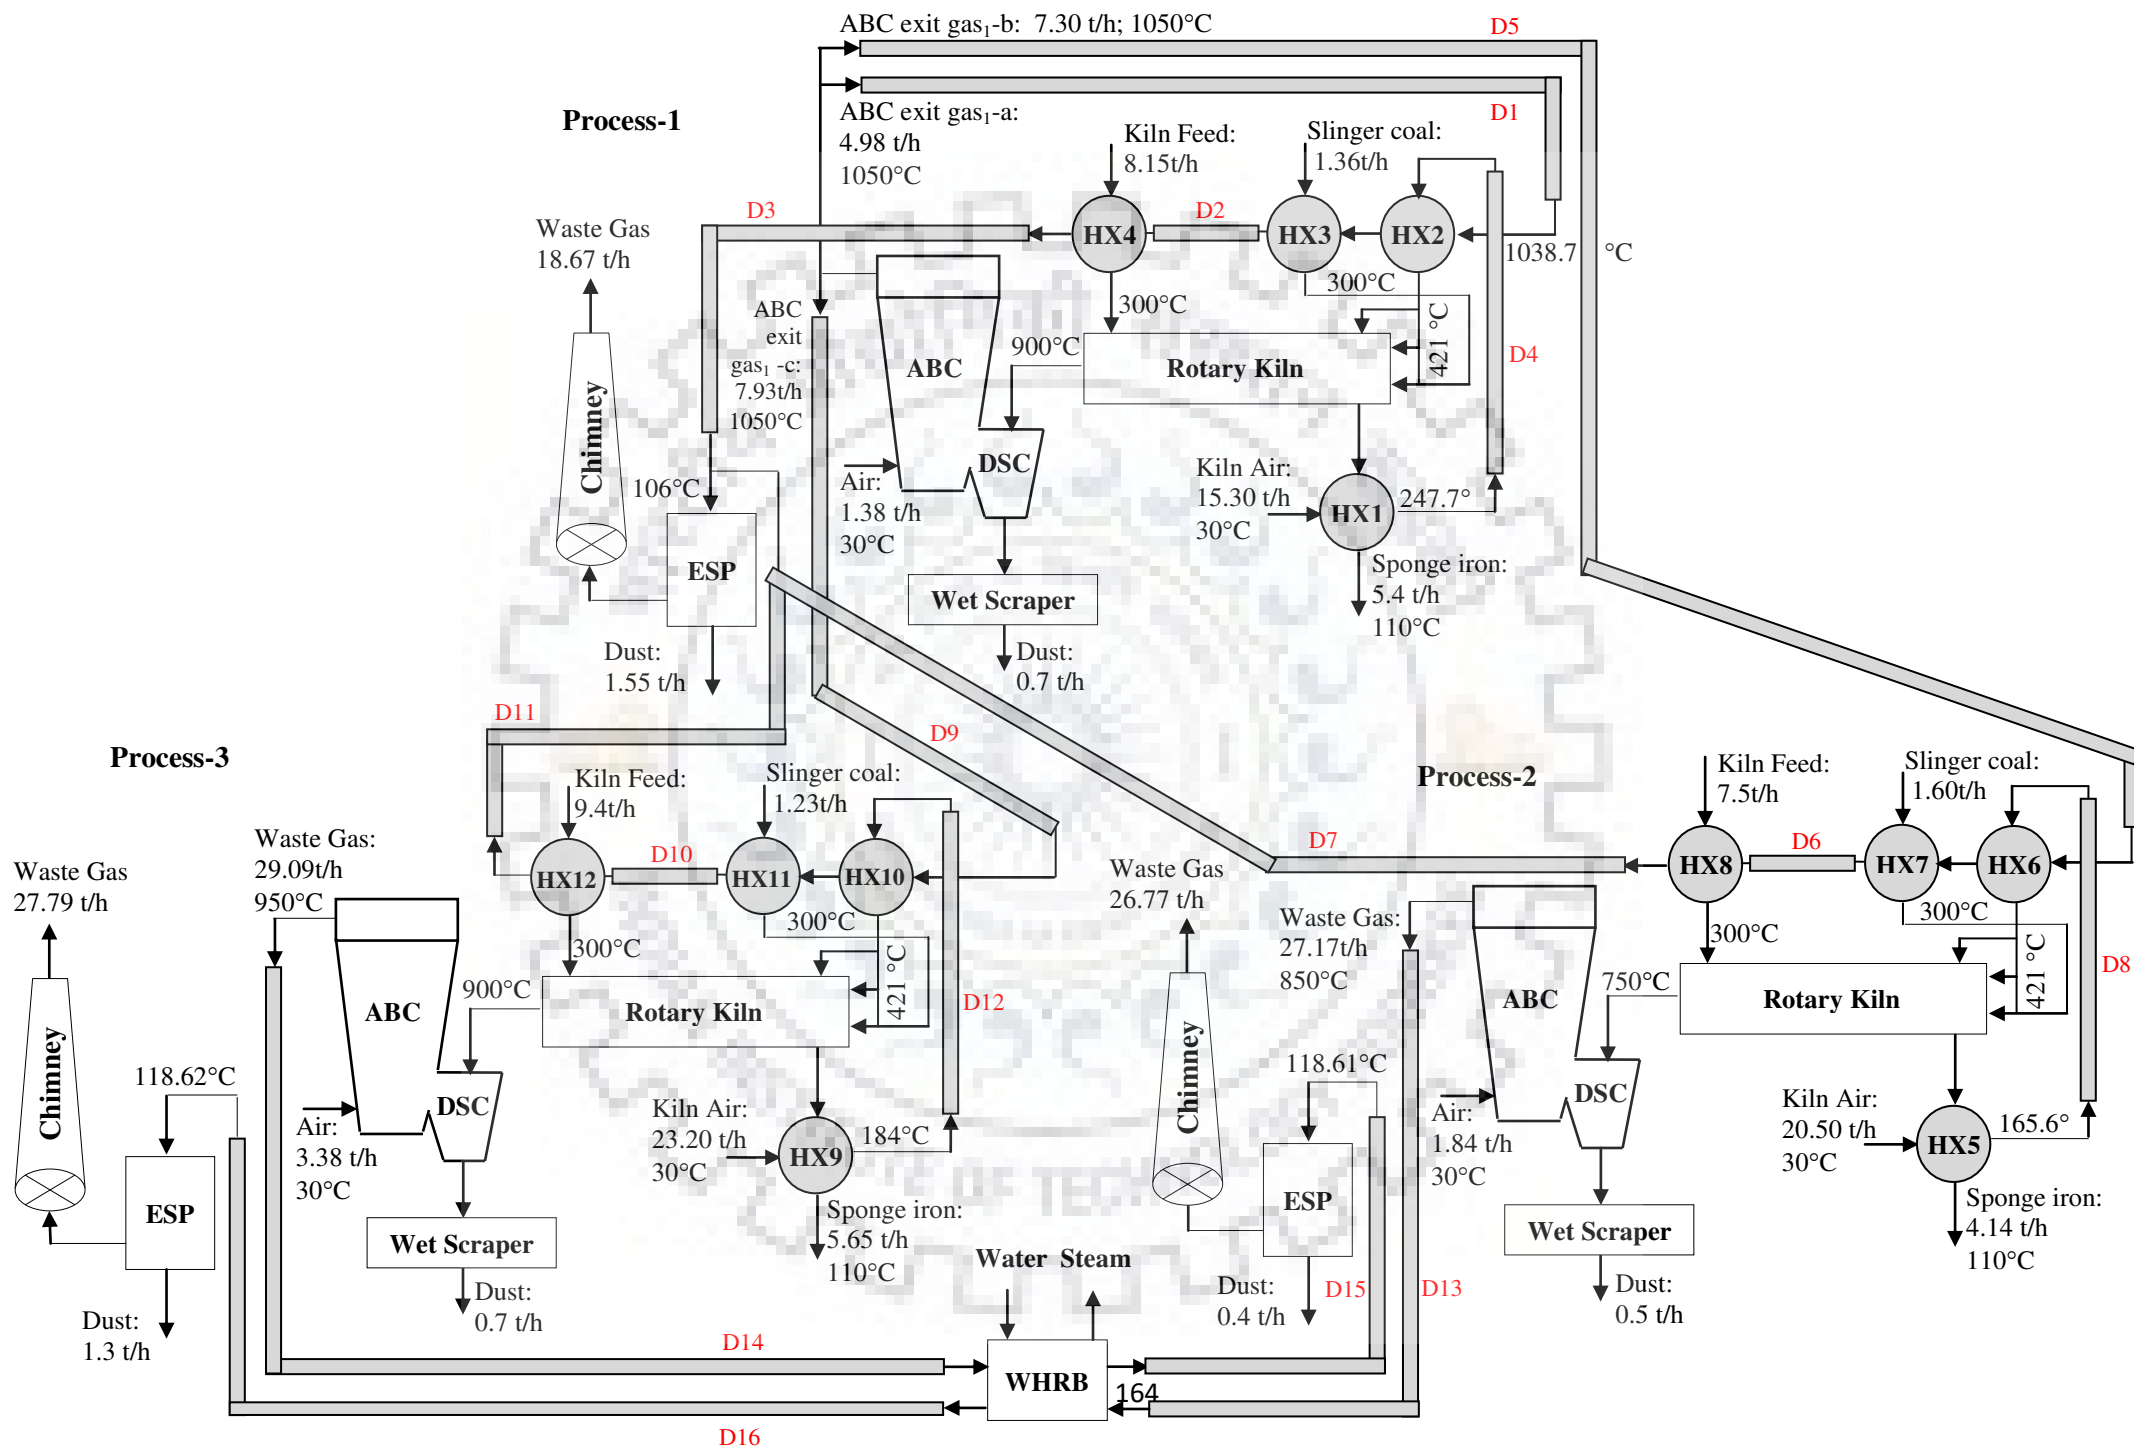 ABC exit gas₁-b: 7.30 t/h; 1050°C
D5
Process-1
ABC exit gas₁-a:
4.98 t/h
1050°C
D1
Kiln Feed:
8.15t/h
Slinger coal:
1.36t/h
Waste Gas
18.67 t/h
D3
HX4
D2
HX3
HX2
1038.7 °C
300°C
300°C
421 °C
D4
ABC
exit
gas₁ -c:
7.93t/h
1050°C
ABC
900°C
Rotary Kiln
Chimney
DSC
106°C
Air:
1.38 t/h
30°C
Kiln Air:
15.30 t/h
30°C
HX1
247.7°
ESP
Wet Scraper
Sponge iron:
5.4 t/h
110°C
Dust:
1.55 t/h
Dust:
0.7 t/h
D11
D9
Process-3
Kiln Feed:
9.4t/h
Slinger coal:
1.23t/h
Process-2
Kiln Feed:
7.5t/h
Slinger coal:
1.60t/h
Waste Gas
27.79 t/h
Waste Gas:
29.09t/h
950°C
HX12
D10
HX11
HX10
D7
HX8
D6
HX7
HX6
Waste Gas
26.77 t/h
Waste Gas:
27.17t/h
850°C
300°C
300°C
421 °C
D12
300°C
300°C
421 °C
D8
ABC
900°C
Rotary Kiln
ABC
750°C
Rotary Kiln
Chimney
118.62°C
DSC
Air:
3.38 t/h
30°C
Kiln Air:
23.20 t/h
30°C
HX9
184°C
Chimney
118.61°C
DSC
Air:
1.84 t/h
30°C
Kiln Air:
20.50 t/h
30°C
HX5
165.6°
ESP
Wet Scraper
Sponge iron:
5.65 t/h
110°C
ESP
Wet Scraper
Sponge iron:
4.14 t/h
110°C
Water Steam
Dust:
1.3 t/h
Dust:
0.7 t/h
Dust:
0.4 t/h
D15
D13
Dust:
0.5 t/h
D14
WHRB
164
D16
OF TECH